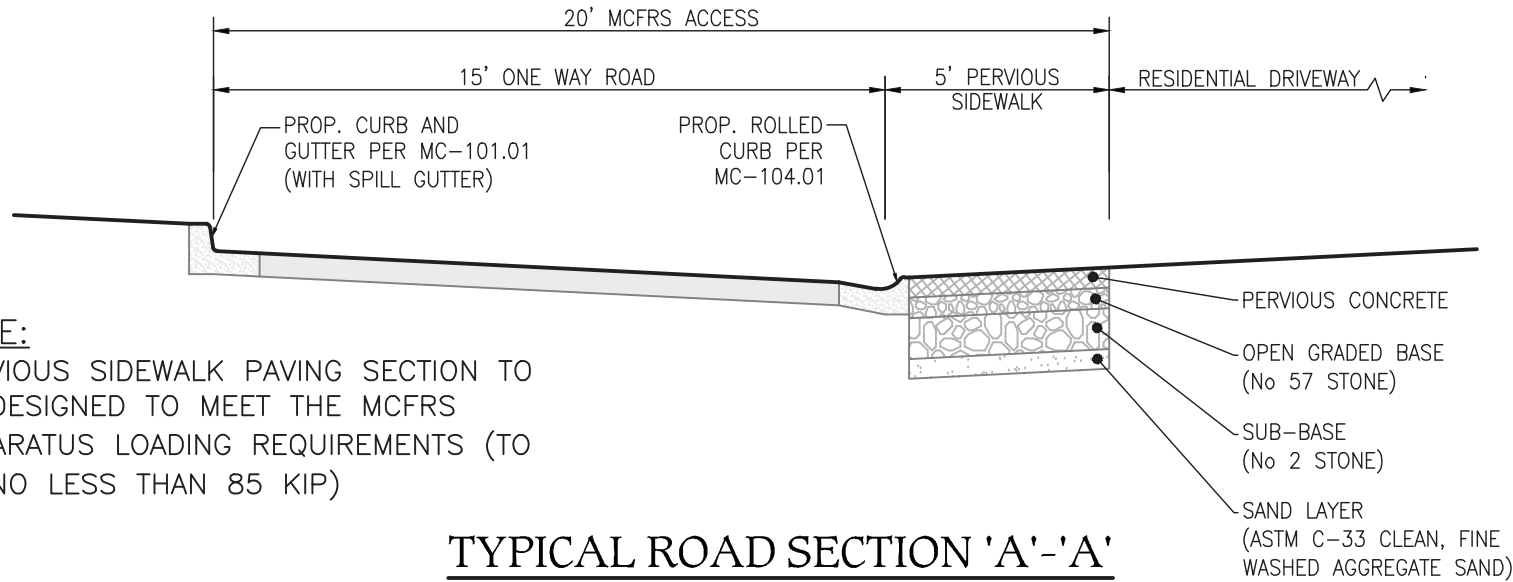 20' MCFRS ACCESS
15' ONE WAY ROAD
5' PERVIOUS
SIDEWALK
RESIDENTIAL DRIVEWAY
PROP. CURB AND
GUTTER PER MC-101.01
(WITH SPILL GUTTER)
PROP. ROLLED
CURB PER
MC-104.01
PERVIOUS CONCRETE
OPEN GRADED BASE
(No 57 STONE)
SUB-BASE
(No 2 STONE)
SAND LAYER
(ASTM C-33 CLEAN, FINE
WASHED AGGREGATE SAND)
E:
VIOUS SIDEWALK PAVING SECTION TO
DESIGNED TO MEET THE MCFRS
ARATUS LOADING REQUIREMENTS (TO
NO LESS THAN 85 KIP)
TYPICAL ROAD SECTION 'A'-'A'